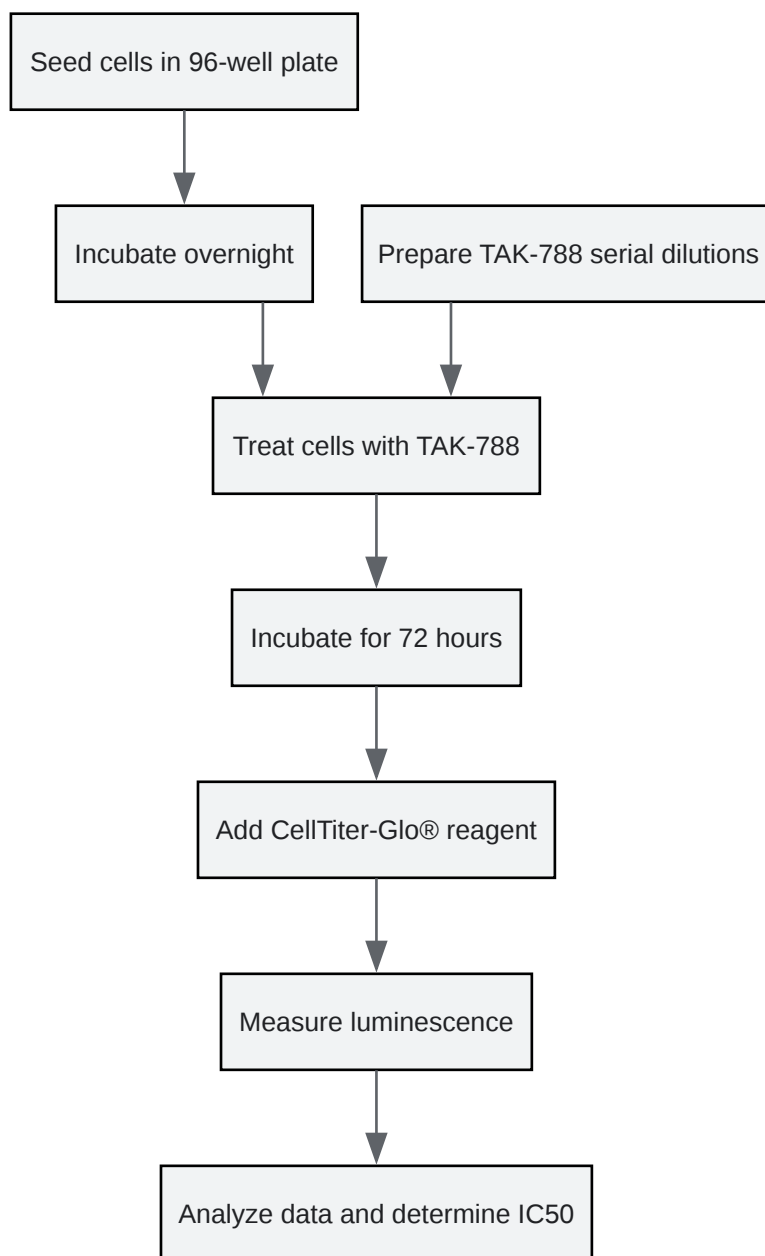 Seed cells in 96-well plate
Incubate overnight
Prepare TAK-788 serial dilutions
Treat cells with TAK-788
Incubate for 72 hours
Add CellTiter-Glo® reagent
Measure luminescence
Analyze data and determine IC50